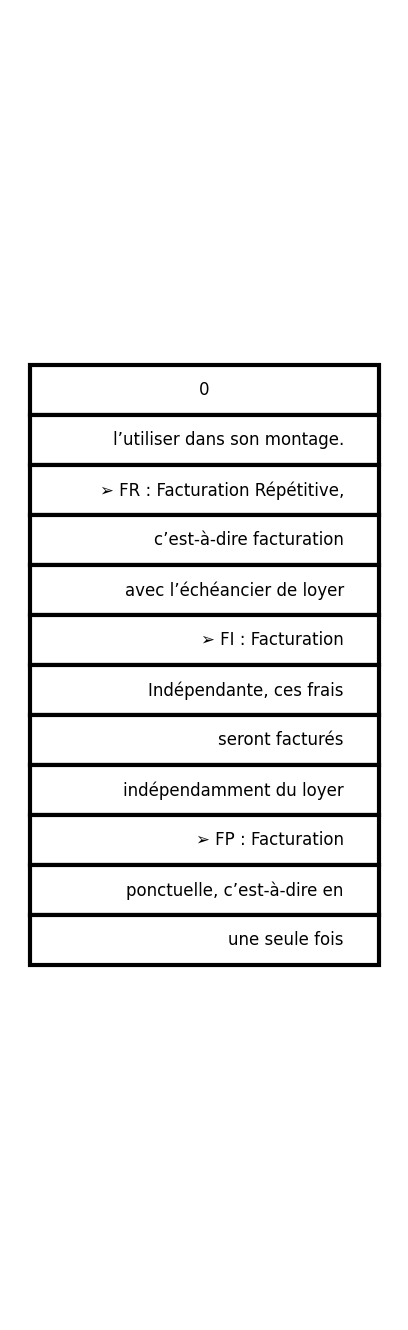 0
l’utiliser dans son montage.
➢ FR : Facturation Répétitive,
c’est-à-dire facturation
avec l’échéancier de loyer
➢ FI : Facturation
Indépendante, ces frais
seront facturés
indépendamment du loyer
➢ FP : Facturation
ponctuelle, c’est-à-dire en
une seule fois